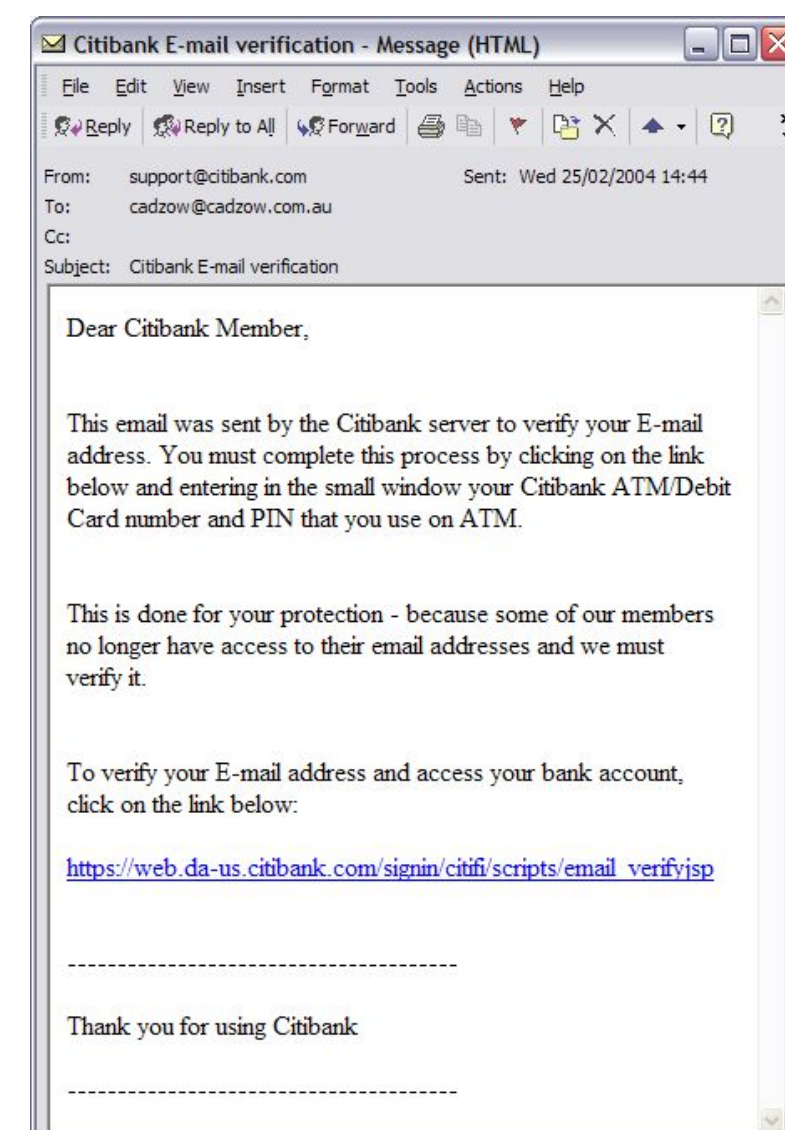 Citibank E-mail verification - Message (HTML)
File Edit View Insert Format Tools Actions Help
Reply Reply to All Forward
From: support@citibank.com Sent: Wed 25/02/2004 14:44
To: cadzow@cadzow.com.au
Cc:
Subject: Citibank E-mail verification
Dear Citibank Member,
This email was sent by the Citibank server to verify your E-mail
address. You must complete this process by clicking on the link
below and entering in the small window your Citibank ATM/Debit
Card number and PIN that you use on ATM.
This is done for your protection - because some of our members
no longer have access to their email addresses and we must
verify it.
To verify your E-mail address and access your bank account,
click on the link below:
https://web.da-us.citibank.com/signin/citifi/scripts/email_verifyjsp
---------------------------------------
Thank you for using Citibank
---------------------------------------